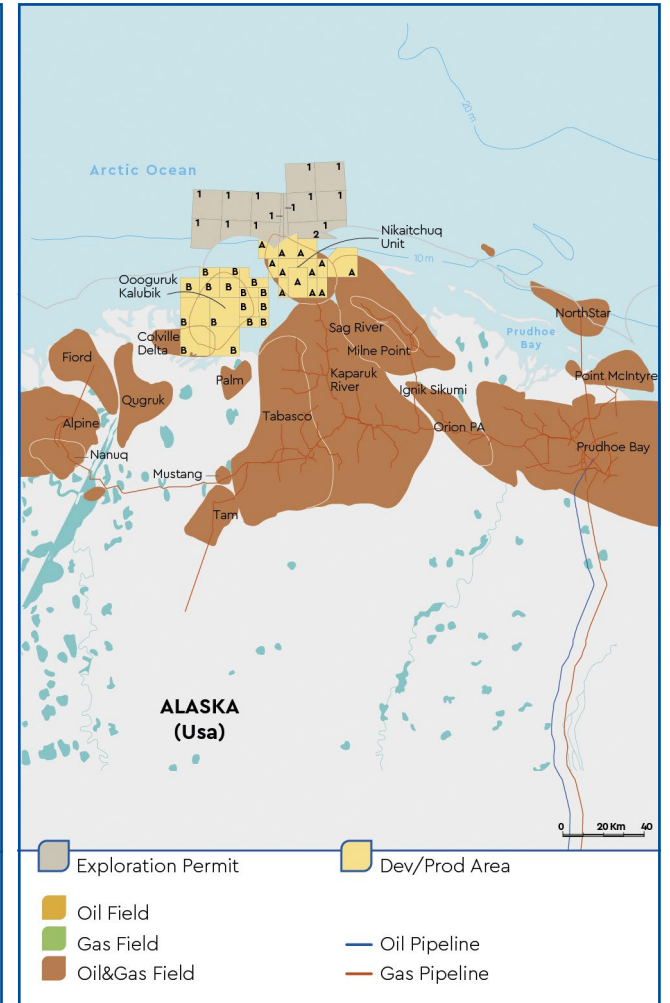 1 1
Arctic Ocean
20 m
1 1 1 1 1
1 1
1 1 1 1
2
Nikaitchuq
Unit
10 m
A
A A
A A
A A A
A
A A A
B B
B B B B
B B
B B
B B B B
B B
Oooguruk
Kalubik
NorthStar
Sag River
Prudhoe
Bay
Colville
Delta
Milne Point
Fiord
Kaparuk
River
Palm
Point McIntyre
Ignik Sikumi
Qugruk
Tabasco
Alpine
Orion PA
Prudhoe Bay
Nanuq
Mustang
Tarn
ALASKA
(Usa)
0 20 Km 40
Exploration Permit
Dev/Prod Area
Oil Field
Gas Field
Oil Pipeline
Oil&Gas Field
Gas Pipeline